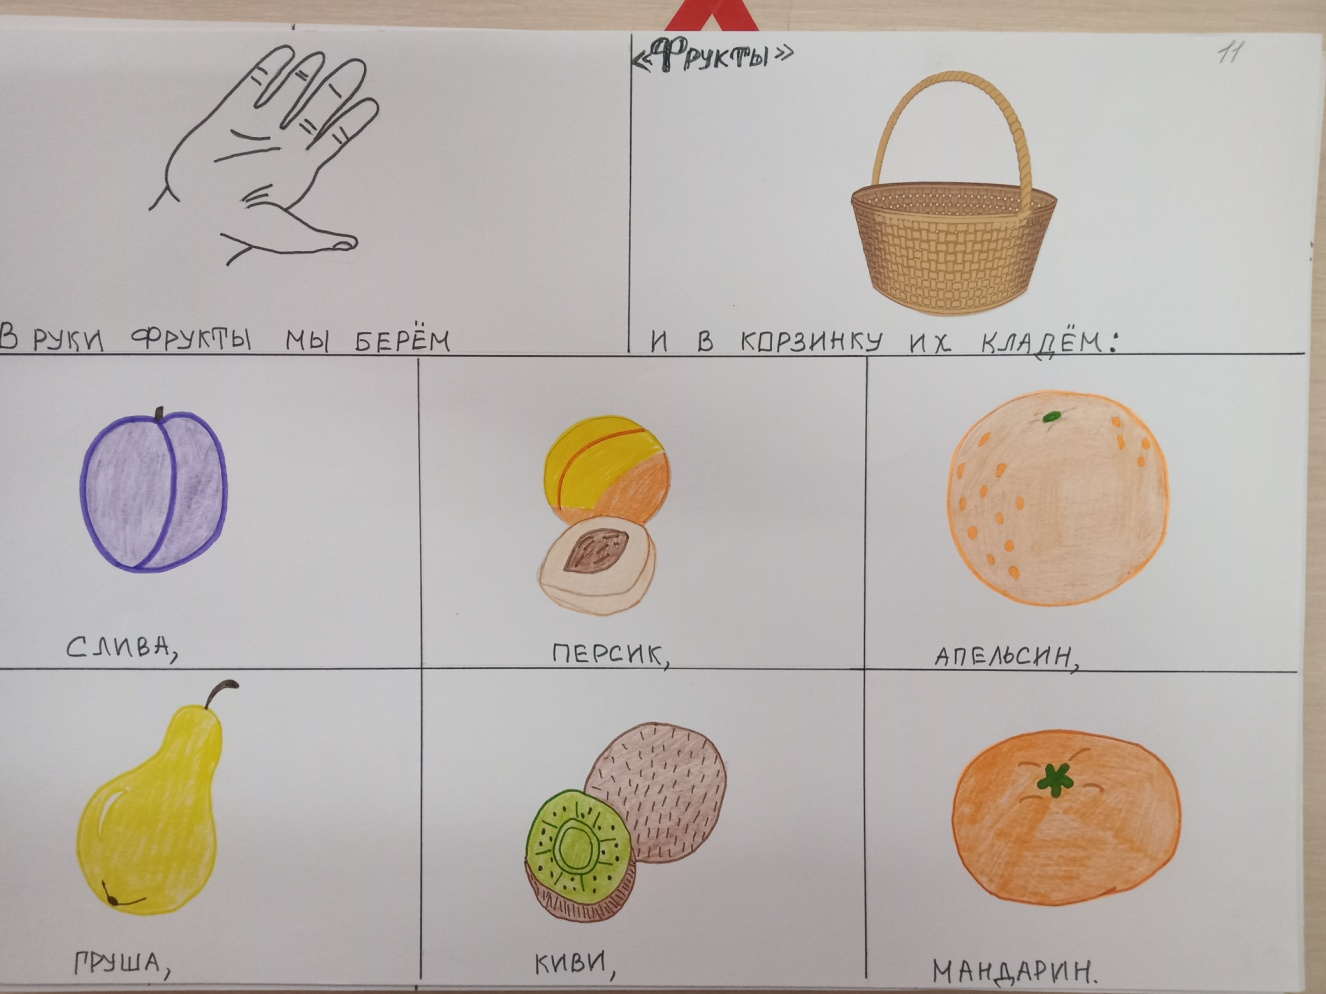 «Фрукты»
11
В РУКИ ФРУКТЫ МЫ БЕРЁМ
И В КОРЗИНКУ ИХ КЛАДЁМ:
СЛИВА,
ПЕРСИК,
АПЕЛЬСИН,
ГРУША,
КИВИ,
МАНДАРИН.